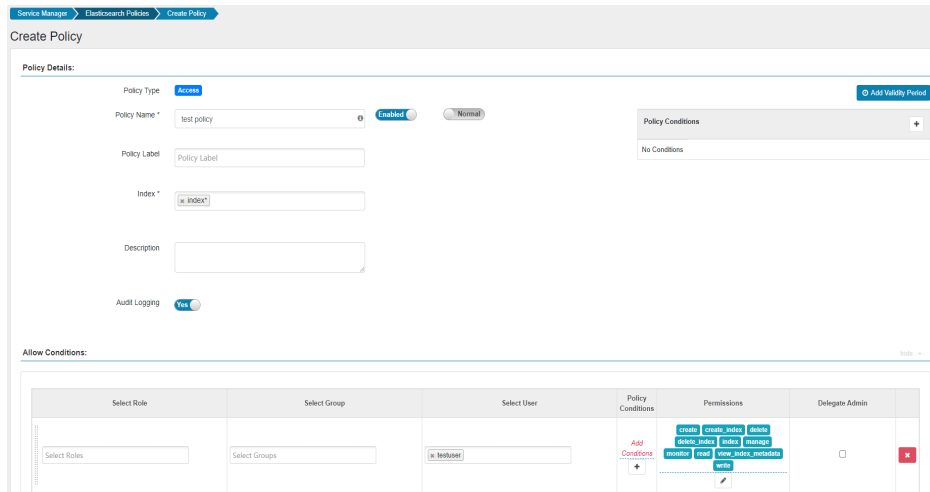 Service Manager Elasticsearch Policies Create Policy
Create Policy
Policy Details:
Policy Type Access
Add Validity Period
Policy Name * test policy Enabled Normal
Policy Conditions
No Conditions
Policy Label Policy Label
Index * × index*
Description
Audit Logging Yes
Allow Conditions:
hide
Select Role Select Group Select User Policy Conditions Permissions Delegate Admin
Select Roles Select Groups × testuser
Add Conditions
+
create create_index delete
delete_index index manage
monitor read view_index_metadata
write